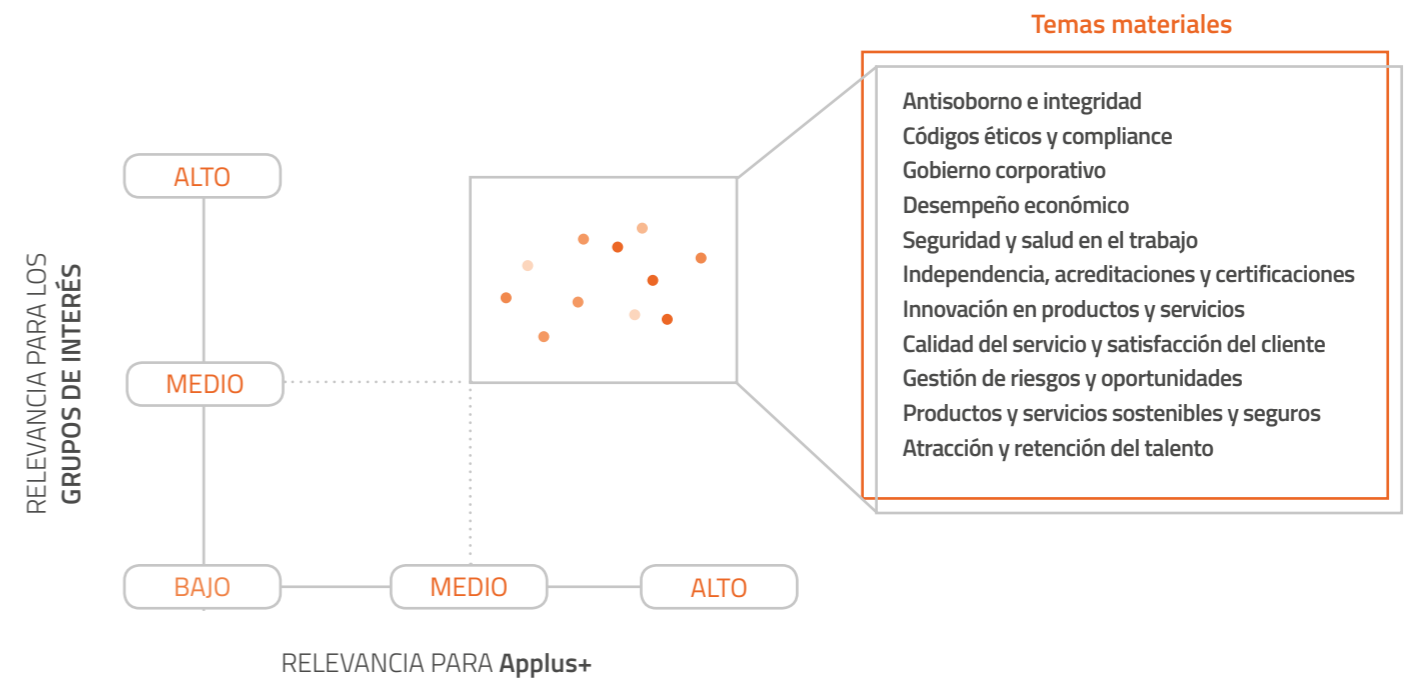 Temas materiales
Antisoborno e integridad
Códigos éticos y compliance
Gobierno corporativo
Desempeño económico
Seguridad y salud en el trabajo
Independencia, acreditaciones y certificaciones
Innovación en productos y servicios
Calidad del servicio y satisfacción del cliente
Gestión de riesgos y oportunidades
Productos y servicios sostenibles y seguros
Atracción y retención del talento
RELEVANCIA PARA LOS
GRUPOS DE INTERÉS
ALTO
MEDIO
BAJO
MEDIO
ALTO
RELEVANCIA PARA Applus+